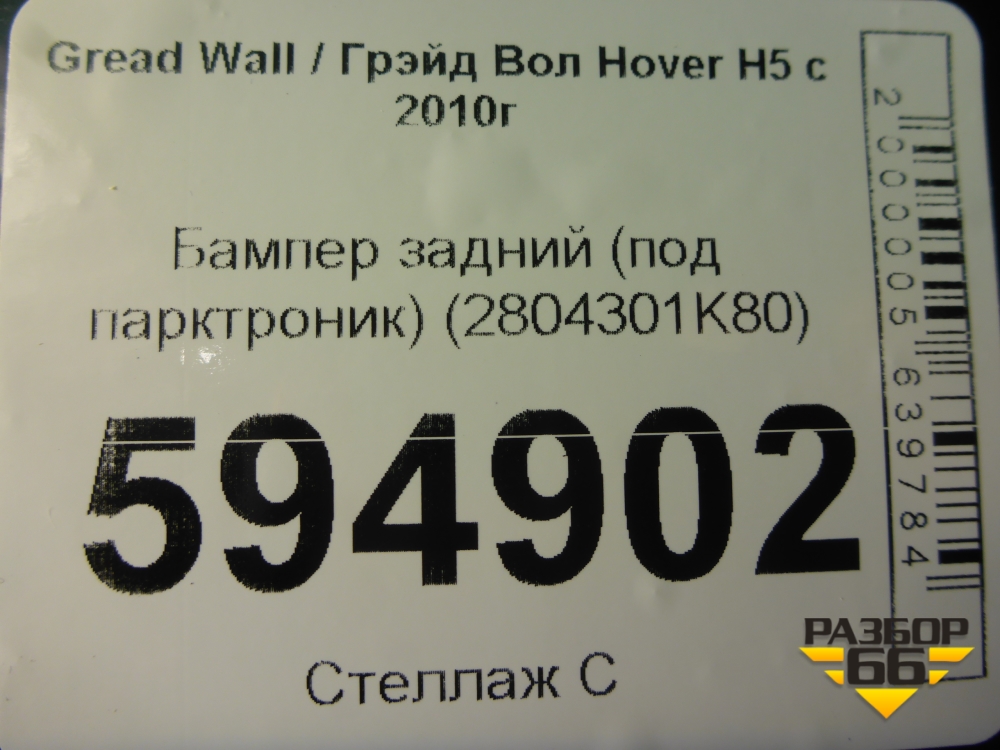 Gread Wall / Грэйд Вол Hover H5 с
2010г
Бампер задний (под
парктроник) (2804301K80)
594902
Стеллаж С
2000005639784
РАЗБОР
66